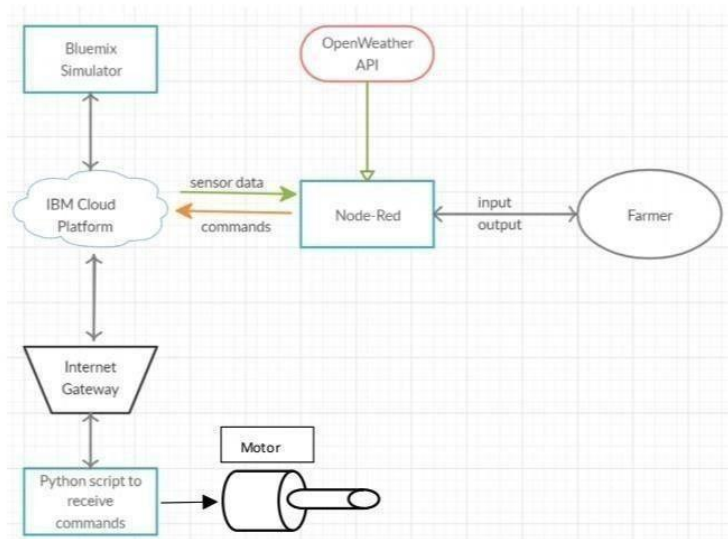 Bluemix
Simulator
OpenWeather
API
sensor data
IBM Cloud
Platform
commands
Node-Red
input
output
Farmer
Internet
Gateway
Motor
Python script to
receive
commands